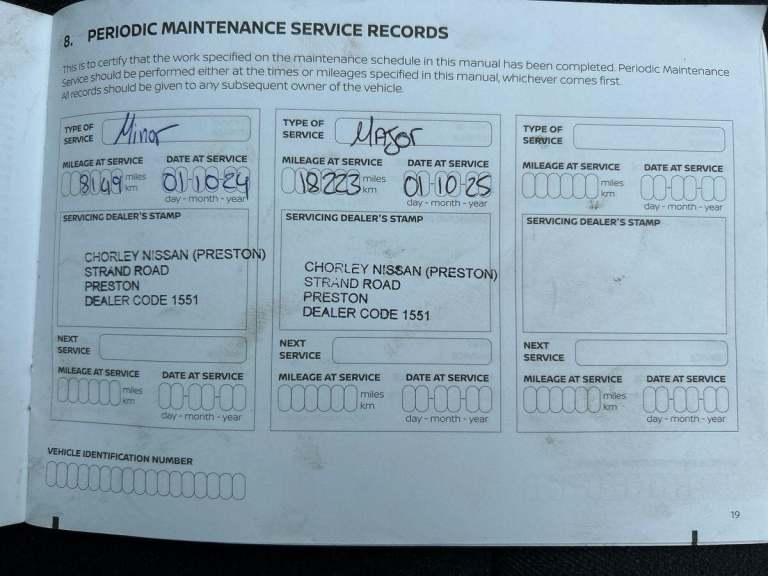 8. PERIODIC MAINTENANCE SERVICE RECORDS
This is to certify that the work specified on the maintenance schedule in this manual has been completed. Periodic Maintenance
Service should be performed either at the times or mileages specified in this manual, whichever comes first.
All records should be given to any subsequent owner of the vehicle.
TYPE OF
SERVICE Minor
MILEAGE AT SERVICE DATE AT SERVICE
8149 miles
km
01-10-24
day - month - year
SERVICING DEALER'S STAMP
CHORLEY NISSAN (PRESTON)
STRAND ROAD
PRESTON
DEALER CODE 1551
NEXT
SERVICE
MILEAGE AT SERVICE DATE AT SERVICE
miles
km
day - month - year
TYPE OF
SERVICE Major
MILEAGE AT SERVICE DATE AT SERVICE
18223 miles
km
01-10-25
day - month - year
SERVICING DEALER'S STAMP
CHORLEY NISSAN (PRESTON)
STRAND ROAD
PRESTON
DEALER CODE 1551
NEXT
SERVICE
MILEAGE AT SERVICE DATE AT SERVICE
miles
km
day - month - year
TYPE OF
SERVICE
MILEAGE AT SERVICE DATE AT SERVICE
miles
km
day - month - year
SERVICING DEALER'S STAMP
NEXT
SERVICE
MILEAGE AT SERVICE DATE AT SERVICE
miles
km
day - month - year
VEHICLE IDENTIFICATION NUMBER
19